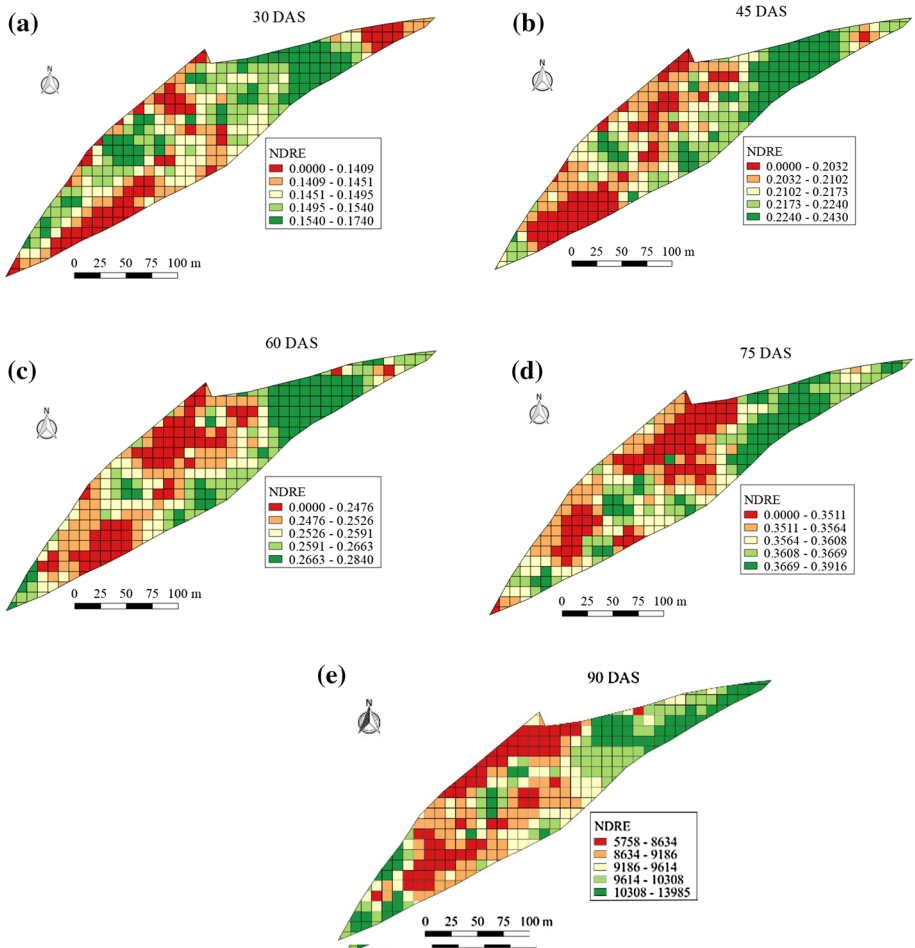 (a)
30 DAS
N
NDRE
0.0000 - 0.1409
0.1409 - 0.1451
0.1451 - 0.1495
0.1495 - 0.1540
0.1540 - 0.1740
0 25 50 75 100 m
(b)
45 DAS
N
NDRE
0.0000 - 0.2032
0.2032 - 0.2102
0.2102 - 0.2173
0.2173 - 0.2240
0.2240 - 0.2430
0 25 50 75 100 m
(c)
60 DAS
N
NDRE
0.0000 - 0.2476
0.2476 - 0.2526
0.2526 - 0.2591
0.2591 - 0.2663
0.2663 - 0.2840
0 25 50 75 100 m
(d)
75 DAS
N
NDRE
0.0000 - 0.3511
0.3511 - 0.3564
0.3564 - 0.3608
0.3608 - 0.3669
0.3669 - 0.3916
0 25 50 75 100 m
(e)
90 DAS
N
NDRE
5758 - 8634
8634 - 9186
9186 - 9614
9614 - 10308
10308 - 13985
0 25 50 75 100 m